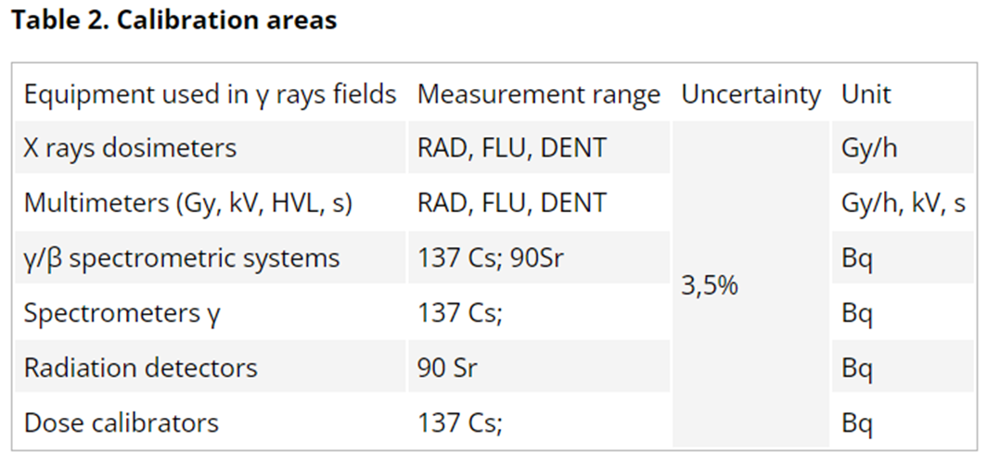 Table 2. Calibration areas
Equipment used in γ rays fields Measurement range Uncertainty Unit
X rays dosimeters RAD, FLU, DENT Gy/h
Multimeters (Gy, kV, HVL, s) RAD, FLU, DENT Gy/h, kV, s
γ/β spectrometric systems 137 Cs; 90Sr Bq
3,5%
Spectrometers γ 137 Cs; Bq
Radiation detectors 90 Sr Bq
Dose calibrators 137 Cs; Bq